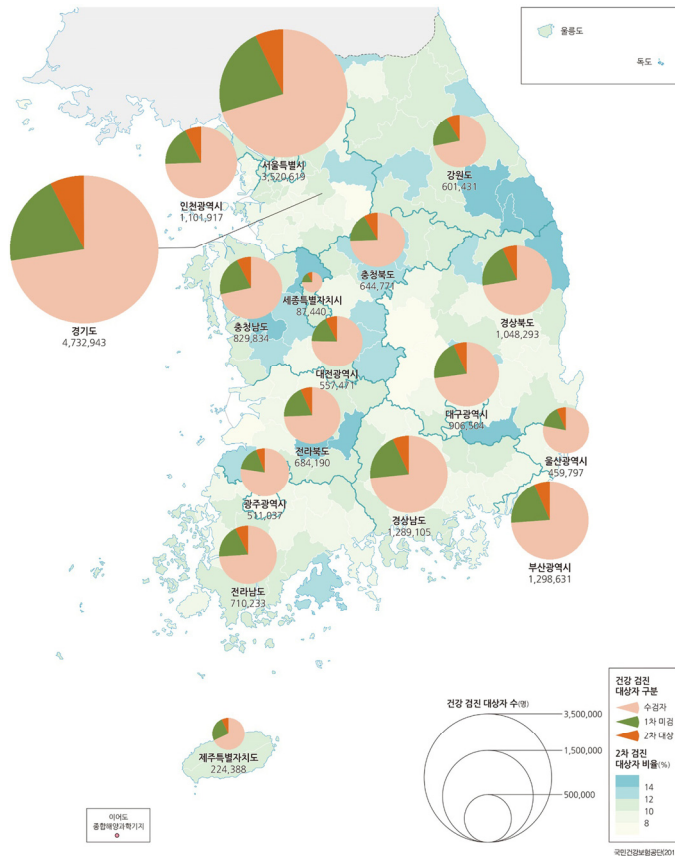 울릉도
독도
서울특별시
3,520,619
인천광역시
1,101,917
강원도
601,431
경기도
4,732,943
충청북도
644,771
세종특별자치시
87,440
충청남도
829,834
경상북도
1,048,293
대전광역시
557,471
대구광역시
906,504
전라북도
684,190
울산광역시
459,797
광주광역시
511,037
경상남도
1,289,105
부산광역시
1,298,631
전라남도
710,233
제주특별자치도
224,388
이어도
종합해양과학기지
건강 검진 대상자 수(명)
3,500,000
1,500,000
500,000
건강 검진
대상자 구분
수검자
1차 미검
2차 대상
2차 검진
대상자 비율(%)
14
12
10
8
국민건강보험공단(201